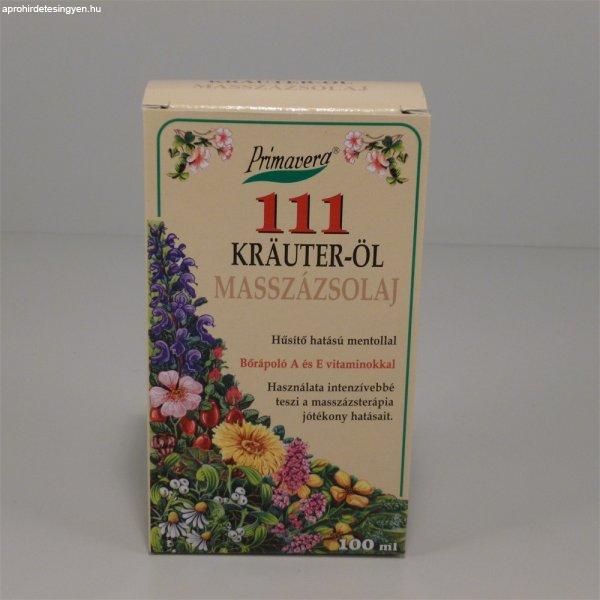 aprohirdetesingyen.hu
KRÄUTER-ÖL
MASSZÁZSOLAJ
Primavera®
111
KRÄUTER-ÖL
MASSZÁZSOLAJ
Hűsítő hatású mentollal
Bőrápoló A és E vitaminokkal
Használata intenzívebbé
teszi a masszázsterápia
jótékony hatásait.
100 ml